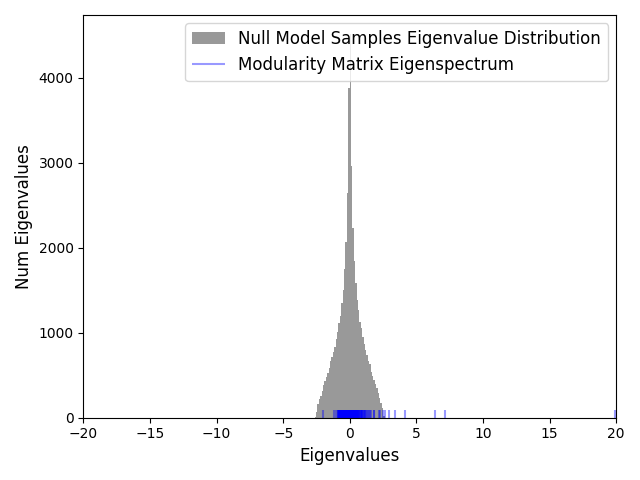 Null Model Samples Eigenvalue Distribution
Modularity Matrix Eigenspectrum
4000
3000
2000
1000
0
Num Eigenvalues
−20 −15 −10 −5 0 5 10 15 20
Eigenvalues